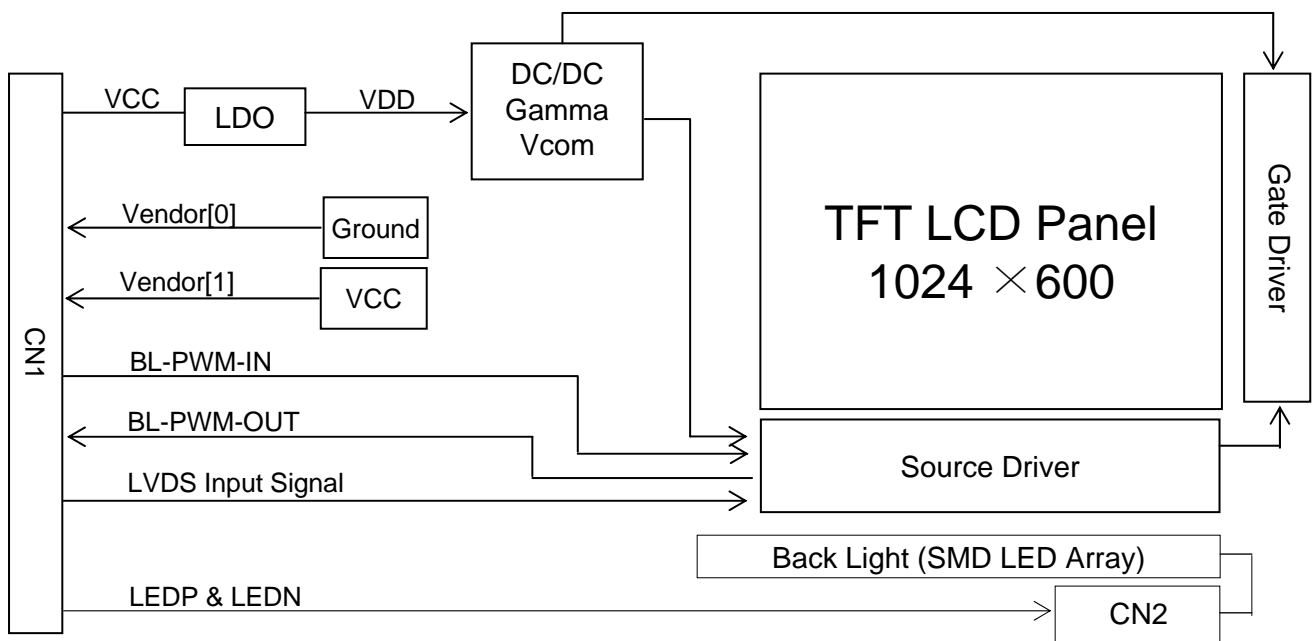 DC/DC
Gamma
Vcom
VCC
LDO
VDD
Vendor[0]
Ground
Vendor[1]
VCC
CN1
TFT LCD Panel
1024 ×600
Gate Driver
BL-PWM-IN
BL-PWM-OUT
LVDS Input Signal
Source Driver
Back Light (SMD LED Array)
LEDP & LEDN
CN2